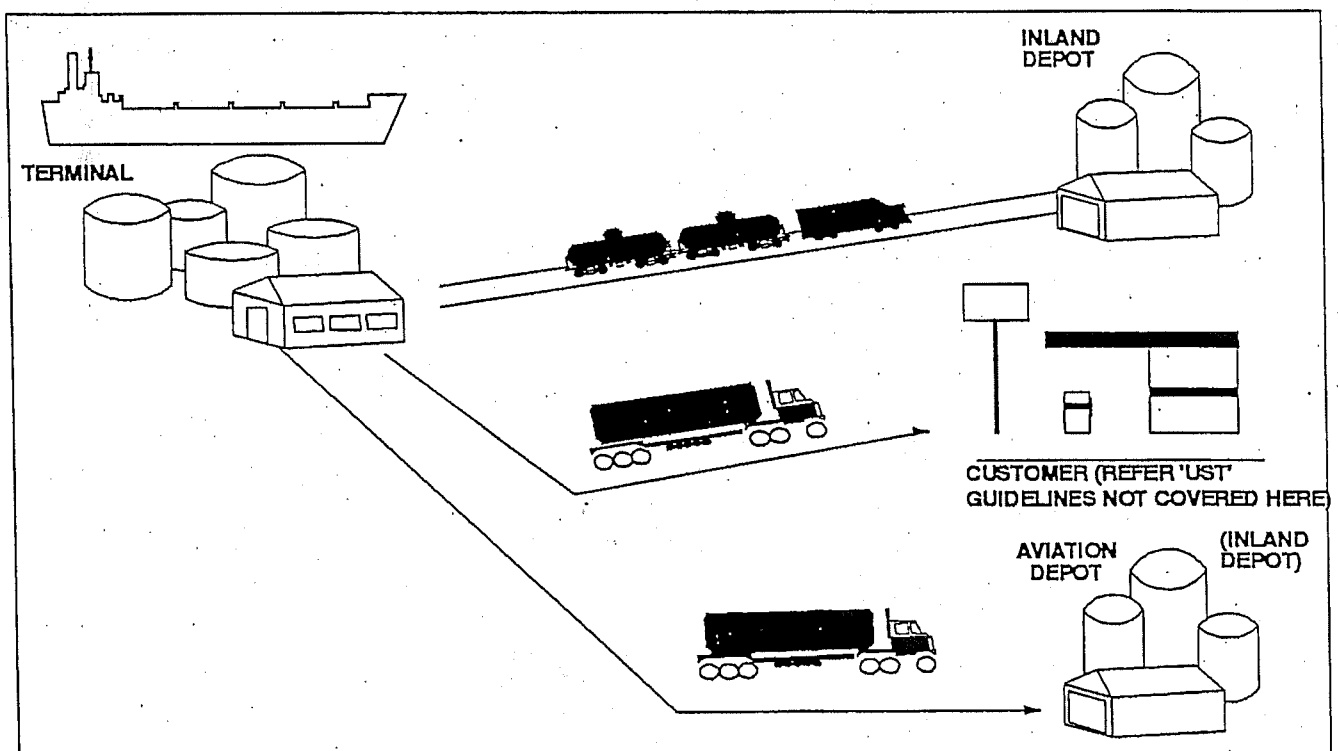 INLAND
DEPOT
TERMINAL
CUSTOMER (REFER 'UST'
GUIDELINES NOT COVERED HERE)
AVIATION
DEPOT
(INLAND
DEPOT)